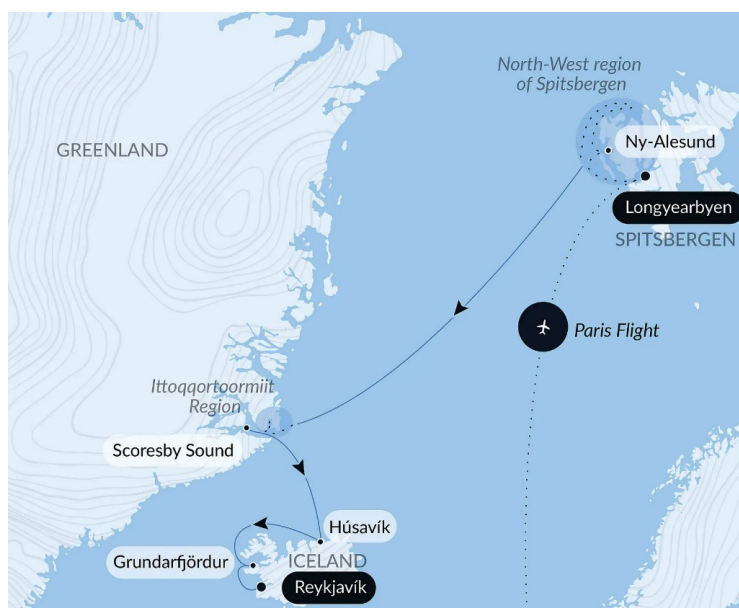 North-West region
of Spitsbergen
GREENLAND
Ny-Alesund
Longyearbyen
SPITSBERGEN
Paris Flight
Ittoqqortoormiit
Region
Scoresby Sound
Húsavík
Grundarfjördur
ICELAND
Reykjavík